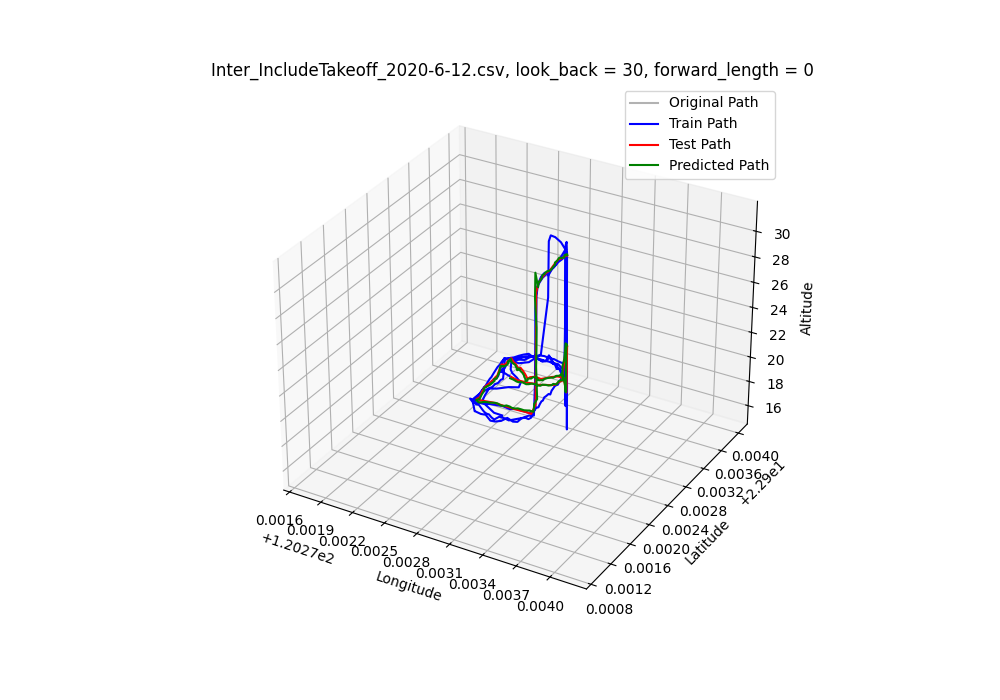 Inter_IncludeTakeoff_2020-6-12.csv, look_back = 30, forward_length = 0
Original Path
Train Path
Test Path
Predicted Path
30
28
26
24
22
20
18
16
Altitude
0.0040
0.0036
0.0032
0.0028
0.0024
0.0020
0.0016
0.0012
0.0008
+2.29e1
Latitude
0.0016
0.0019
0.0022
0.0025
0.0028
0.0031
0.0034
0.0037
0.0040
+1.2027e2
Longitude